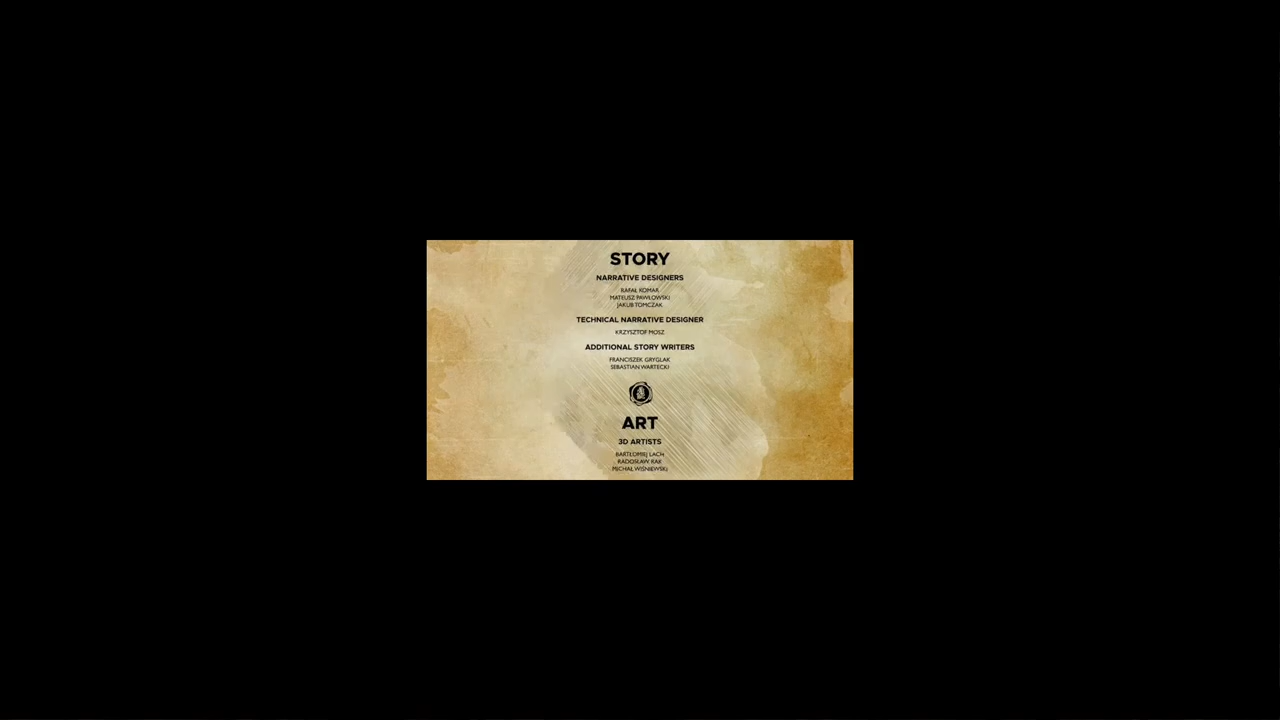 STORY
NARRATIVE DESIGNERS
RAFAŁ KOMAR
MATEUSZ PAWŁOWSKI
JAKUB TOMCZAK
TECHNICAL NARRATIVE DESIGNER
KRZYSZTOF MOSZ
ADDITIONAL STORY WRITERS
FRANCISZEK GRYGLAK
SEBASTIAN WARTECKI
ART
3D ARTISTS
BARTŁOMIEJ LACH
RADOSŁAW RAK
MICHAŁ WIŚNIEWSKI